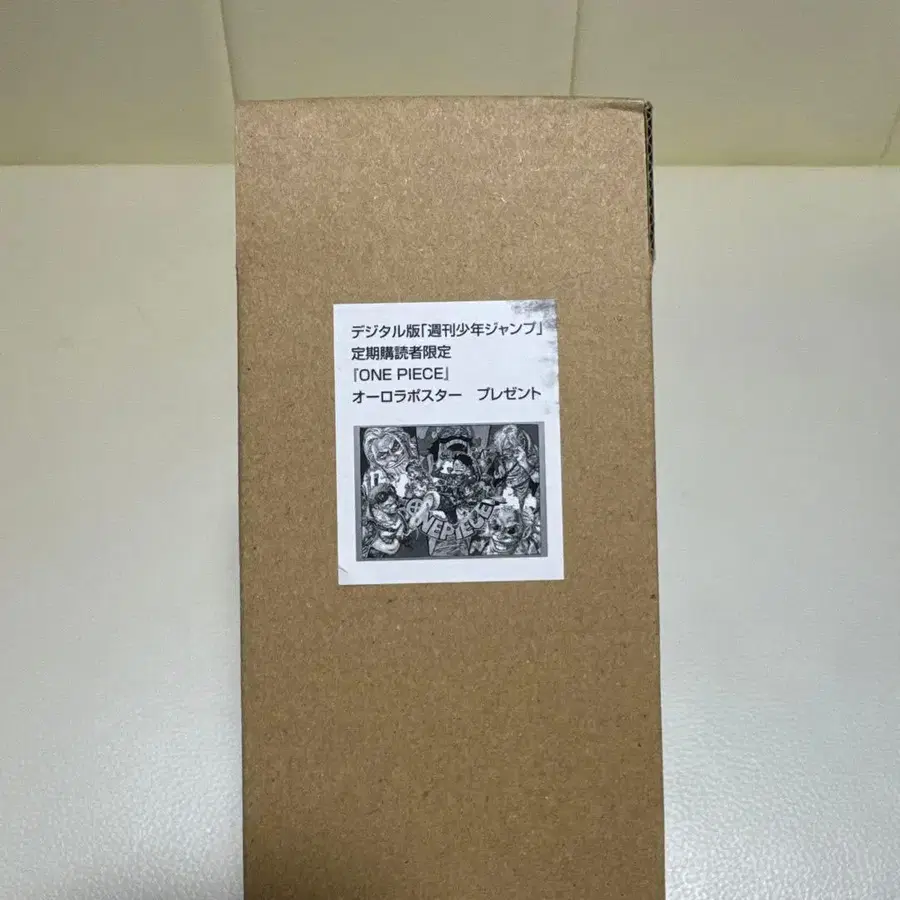 デジタル版「週刊少年ジャンプ」
定期購読者限定
『ONE PIECE』
オーロラポスター　プレゼント
ONE PIECE